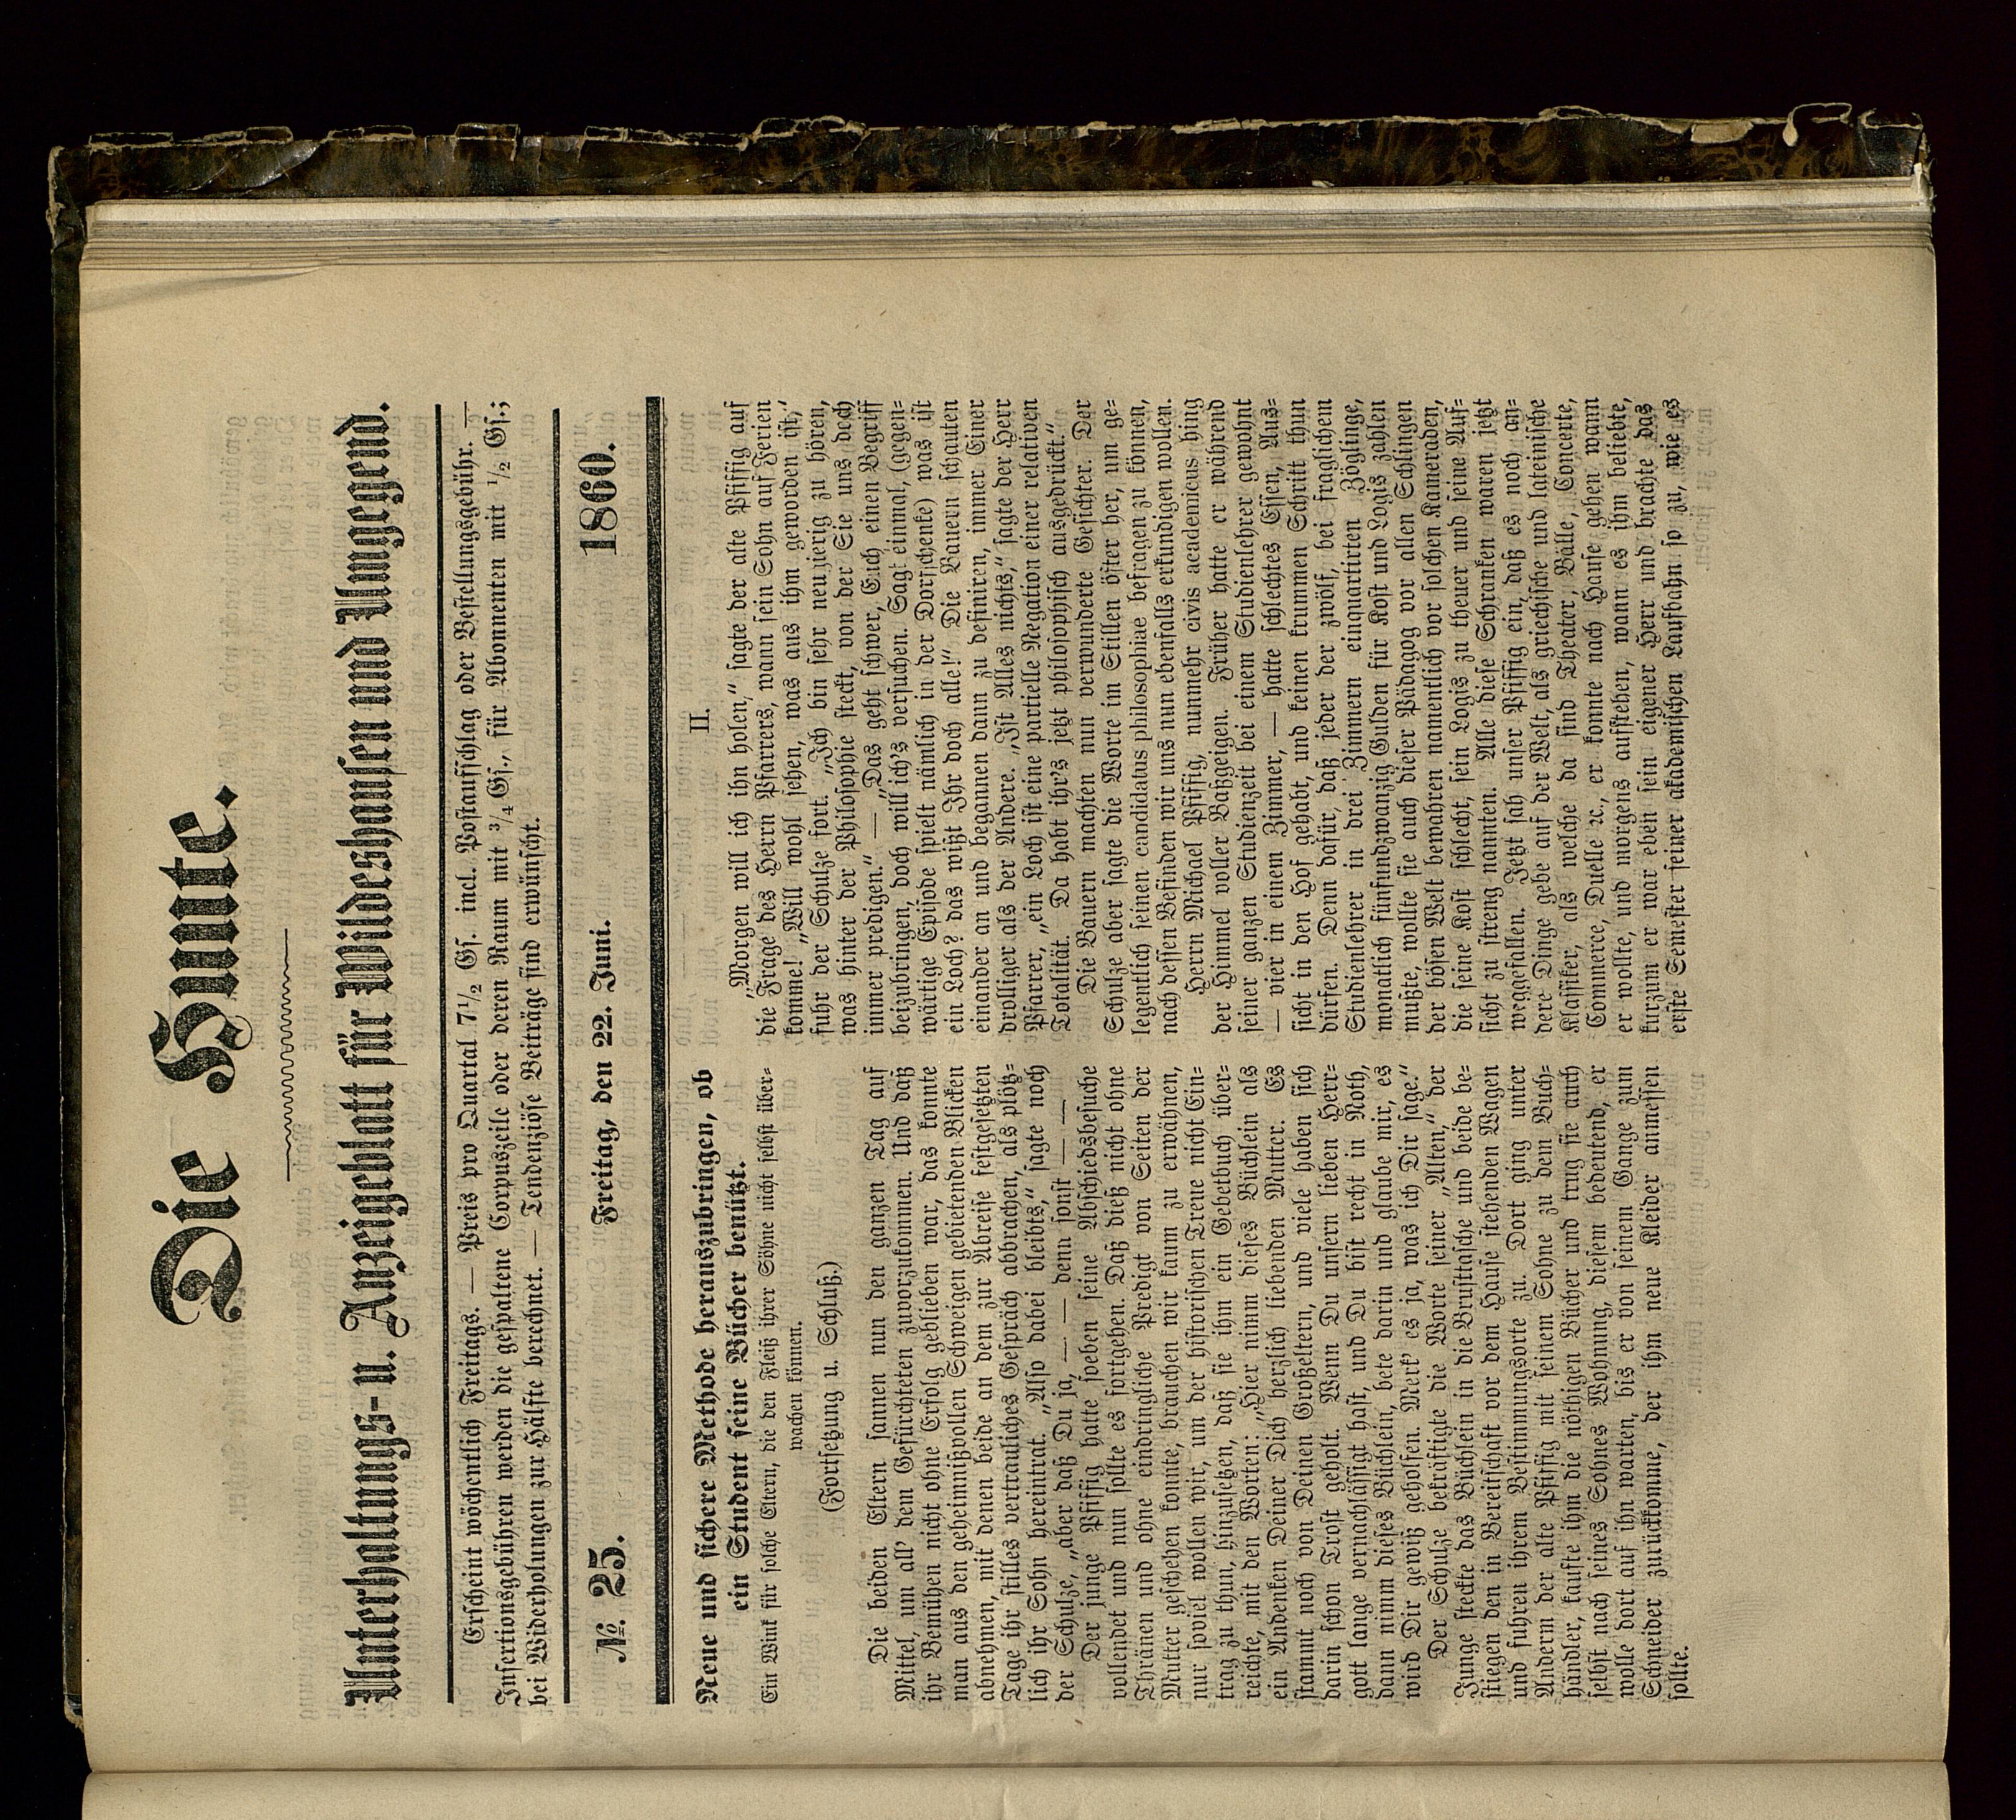 Die Hunte.
Unterhaltungs- u. Anzeigeblatt für Wildeshausen und Umgegend.
Erscheint wöchentlich Freitags. — Preis pro Quartal 7½ Gs. incl. Postaufschlag oder Bestellungsgebühr. —
Insertionsgebühren werden die gespaltene Corpuszeile oder deren Raum mit ¾ Gs., für Abonnenten mit ½ Gs.;
bei Widerholungen zur Hälfte berechnet. — Tendenziöse Beiträge sind erwünscht.
№. 25. Freitag, den 22. Juni. 1860.
Neue und sichere Methode herauszubringen, ob
ein Student seine Bücher benützt.
Ein Wink für solche Eltern, die den Fleiß ihrer Söhne nicht selbst über=
wachen können.
(Fortsetzung u. Schluß.)
Die beiden Eltern sannen nun den ganzen Tag auf
Mittel, um all' dem Gefürchteten zuvorzukommen. Und daß
ihr Bemühen nicht ohne Erfolg geblieben war, das konnte
man aus den geheimnißvollen Schweigen gebietenden Blicken
abnehmen, mit denen beide an dem zur Abreise festgesetzten
Tage ihr stilles vertrauliches Gespräch abbrachen, als plötz=
lich ihr Sohn hereintrat. „Also dabei bleibts,“ sagte noch
der Schulze, „aber daß Du ja, — — denn sonst — —
Der junge Pfiffig hatte soeben seine Abschiedsbesuche
vollendet und nun sollte es fortgehen. Daß dieß nicht ohne
Thränen und ohne eindringliche Predigt von Seiten der
Mutter geschehen konnte, brauchen wir kaum zu erwähnen,
nur soviel wollen wir, um der historischen Treue nicht Ein=
trag zu thun, hinzusetzen, daß sie ihm ein Gebetbuch über=
reichte, mit den Worten: „Hier nimm dieses Büchlein als
ein Andenken Deiner Dich herzlich liebenden Mutter. Es
stammt noch von Deinen Großeltern, und viele haben sich
darin schon Trost geholt. Wenn Du unsern lieben Herr=
gott lange vernachlässigt hast, und Du bist recht in Noth,
dann nimm dieses Büchlein, bete darin und glaube mir, es
wird Dir gewiß geholfen. Merk' es ja, was ich Dir sage.“
Der Schulze bekräftigte die Worte seiner „Alten,“ der
Junge steckte das Büchlein in die Brusttasche und beide be=
stiegen den in Bereitschaft vor dem Hause stehenden Wagen
und fuhren ihrem Bestimmungsorte zu. Dort ging unter
Anderm der alte Pfiffig mit seinem Sohne zu dem Buch=
händler, kaufte ihm die nöthigen Bücher und trug sie auch
selbst nach seines Sohnes Wohnung, diesem bedeutend, er
wolle dort auf ihn warten, bis er von seinem Gange zum
Schneider zurückkomme, der ihm neue Kleider anmessen
sollte.
II.
„Morgen will ich ihn holen,“ sagte der alte Pfiffig auf
die Frage des Herrn Pfarrers, wann sein Sohn auf Ferien
komme! „Will wohl sehen, was aus ihm geworden ist,“
fuhr der Schulze fort. „Ich bin sehr neujerig zu hören,
was hinter der Philosophie steckt, von der Sie uns doch
immer predigen.“ — „Das geht schwer, Euch einen Begriff
beizubringen, doch will ich's versuchen. Sagt einmal, (gegen=
wärtige Episode spielt nämlich in der Dorschenke) was ist
ein Loch? das wißt Ihr doch alle!“ Die Bauern schauten
einander an und begannen dann zu definiren, immer Einer
drolliger als der Andere. „Ist Alles nichts,“ sagte der Herr
Pfarrer, „ein Loch ist eine partielle Negation einer relativen
Totalität. Da habt ihr's jetzt philosophisch ausgedrückt.“
Die Bauern machten nun verwunderte Gesichter. Der
Schulze aber sagte die Worte im Stillen öfter her, um ge=
legentlich seinen candidatus philosophiae befragen zu können,
nach dessen Befinden wir uns nun ebenfalls erkundigen wollen.
Herrn Michael Pfiffig, nunmehr civis academicus hing
der Himmel voller Baßgeigen. Früher hatte er während
seiner ganzen Studienzeit bei einem Studienlehrer gewohnt
— vier in einem Zimmer, — hatte schlechtes Essen, Aus=
sicht in den Hof gehabt, und keinen krummen Schritt thun
dürfen. Denn dafür, daß jeder der zwölf, bei fraglichem
Studienlehrer in drei Zimmern einquartirten Zöglinge,
monatlich fünfundzwanzig Gulden für Kost und Logis zahlen
mußte, wollte sie auch dieser Pädagog vor allen Schlingen
der bösen Welt bewahren namentlich vor solchen Kameraden,
die seine Kost schlecht, sein Logis zu theuer und seine Auf=
sicht zu streng nannten. Alle diese Schranken waren jetzt
weggefallen. Jetzt sah unser Pfiffig ein, daß es noch an=
dere Dinge gebe auf der Welt, als griechische und lateinische
Klassiker, als welche da sind Theater, Bälle, Concerte,
Commerce, Duelle ꝛc., er konnte nach Hause gehen wann
er wollte, und morgens aufstehen, wann es ihm beliebte,
kurzum er war eben sein eigener Herr und brachte das
erste Semester seiner akademischen Laufbahn so zu, wie es